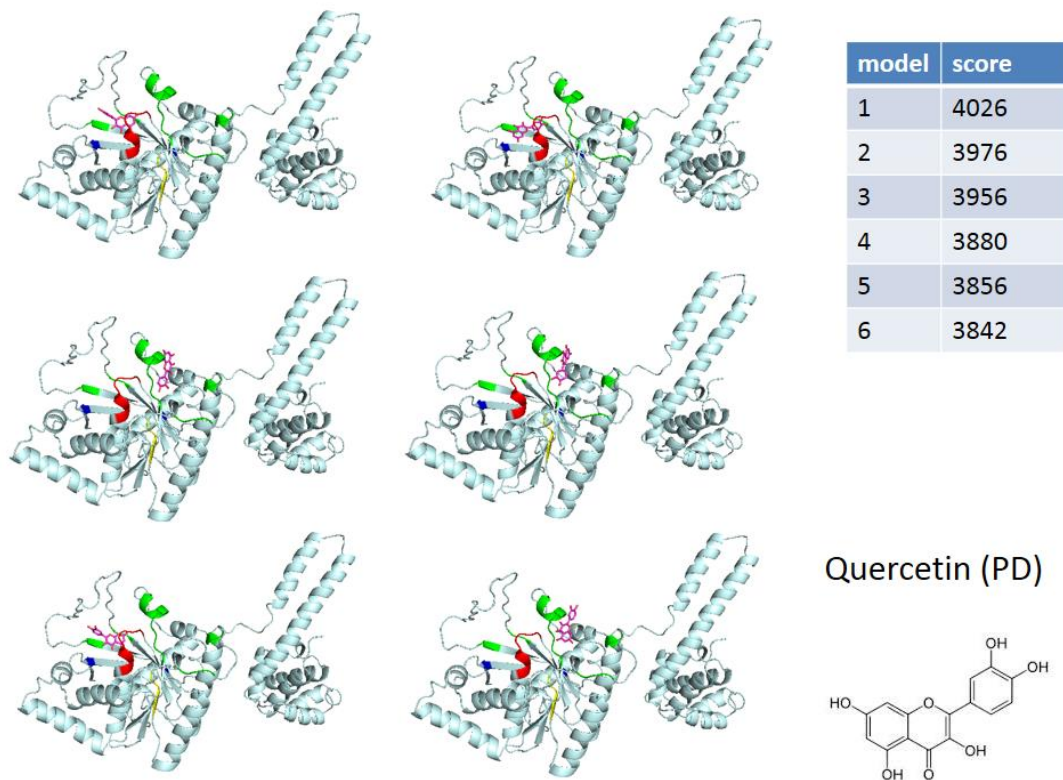 model score
1 4026
2 3976
3 3956
4 3880
5 3856
6 3842
Quercetin (PD)
OH
OH
HO
O
OH
OH O